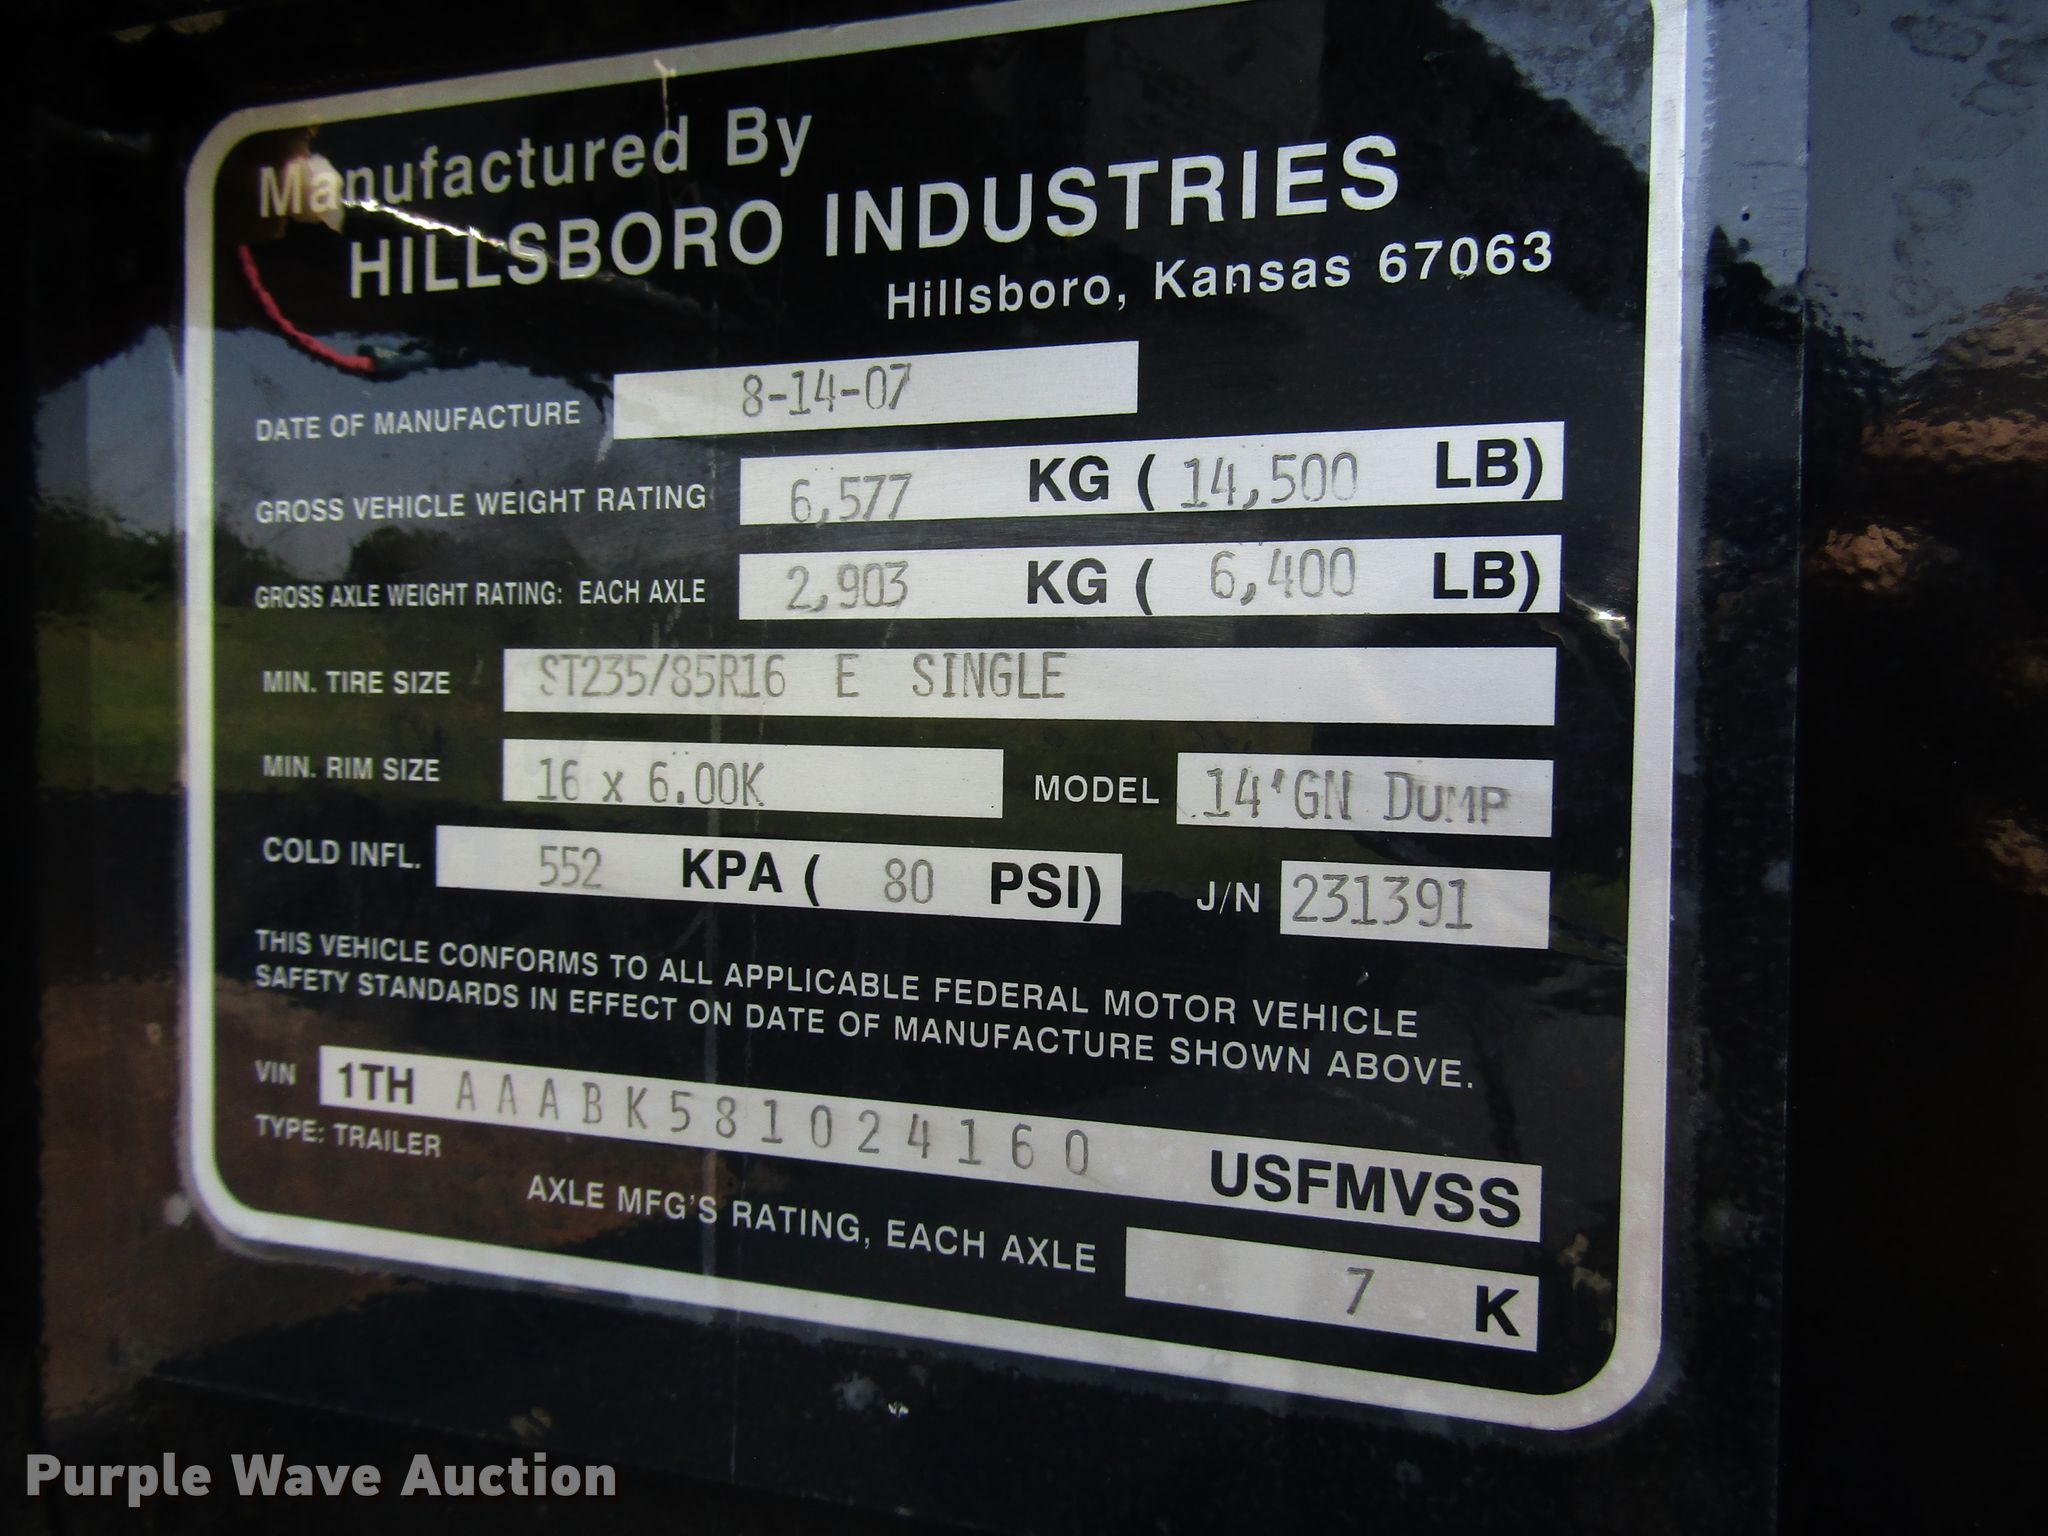 Manufactured By
HILLSBORO INDUSTRIES
Hillsboro, Kansas 67063
DATE OF MANUFACTURE 8-14-07
GROSS VEHICLE WEIGHT RATING 6,577 KG ( 14,500 LB)
GROSS AXLE WEIGHT RATING: EACH AXLE 2,903 KG ( 6,400 LB)
MIN. TIRE SIZE ST235/85R16 E SINGLE
MIN. RIM SIZE 16 x 6.00K MODEL 14'GN DUMP
COLD INFL. 552 KPA ( 80 PSI) J/N 231391
THIS VEHICLE CONFORMS TO ALL APPLICABLE FEDERAL MOTOR VEHICLE
SAFETY STANDARDS IN EFFECT ON DATE OF MANUFACTURE SHOWN ABOVE.
VIN 1TH AAABK581024160 USFMVSS
TYPE: TRAILER
AXLE MFG'S RATING, EACH AXLE 7 K
Purple Wave Auction